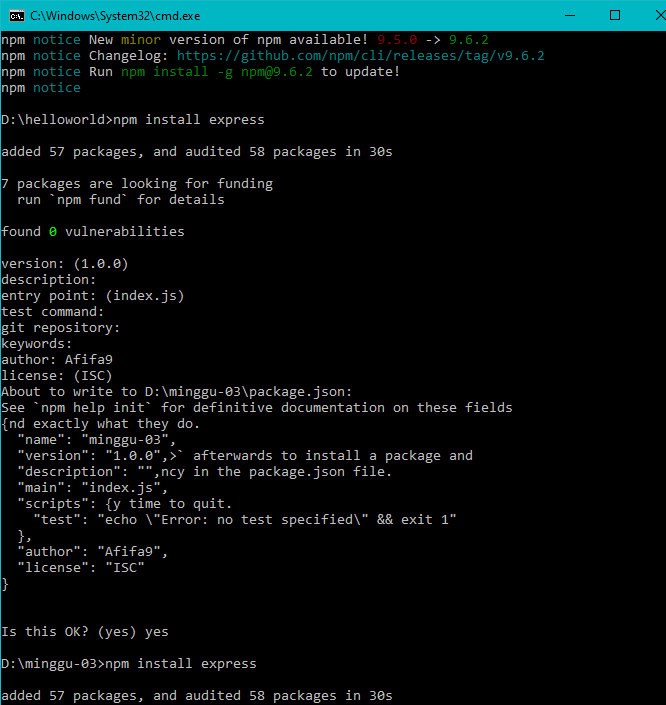 C:\Windows\System32\cmd.exe
npm notice New minor version of npm available! 9.5.0 -> 9.6.2
npm notice Changelog: https://github.com/npm/cli/releases/tag/v9.6.2
npm notice Run npm install -g npm@9.6.2 to update!
npm notice
D:\helloworld>npm install express
added 57 packages, and audited 58 packages in 30s
7 packages are looking for funding
  run `npm fund` for details
found 0 vulnerabilities
version: (1.0.0)
description:
entry point: (index.js)
test command:
git repository:
keywords:
author: Afifa9
license: (ISC)
About to write to D:\minggu-03\package.json:
See `npm help init` for definitive documentation on these fields
{nd exactly what they do.
  "name": "minggu-03",
  "version": "1.0.0",>` afterwards to install a package and
  "description": "",ncy in the package.json file.
  "main": "index.js",
  "scripts": {y time to quit.
    "test": "echo \"Error: no test specified\" && exit 1"
  },
  "author": "Afifa9",
  "license": "ISC"
}
Is this OK? (yes) yes
D:\minggu-03>npm install express
added 57 packages, and audited 58 packages in 30s